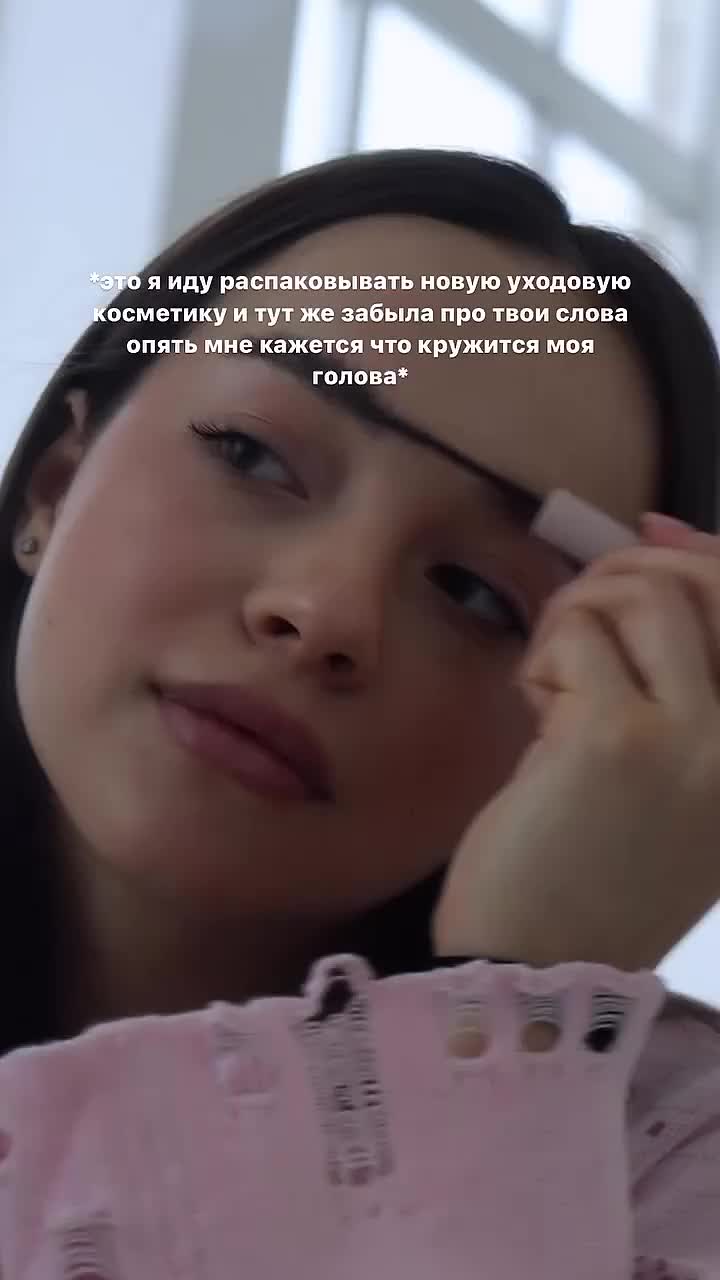 *это я иду распаковывать новую уходовую
косметику и тут же забыла про твои слова
опять мне кажется что кружится моя
голова*